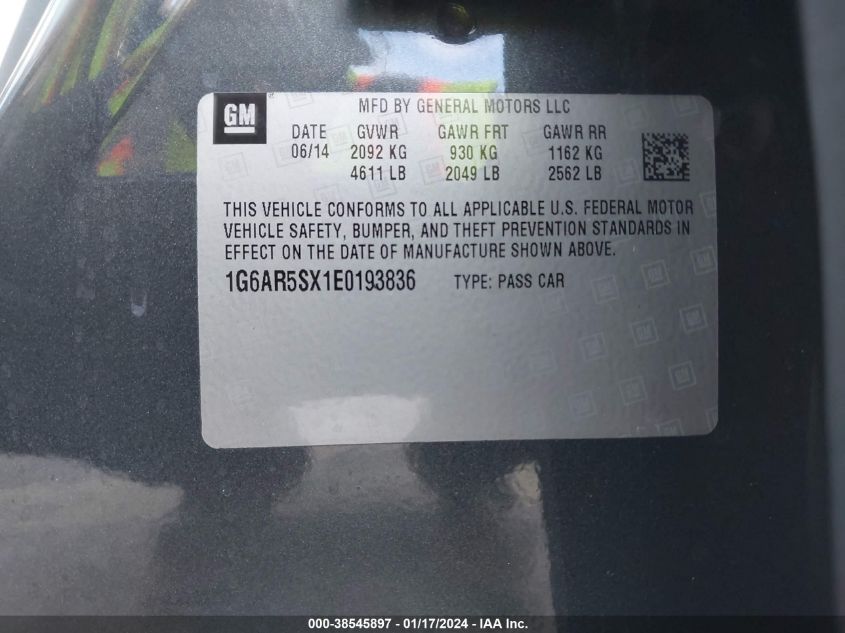 GM
MFD BY GENERAL MOTORS LLC
DATE GVWR GAWR FRT GAWR RR
06/14 2092 KG 930 KG 1162 KG
4611 LB 2049 LB 2562 LB
THIS VEHICLE CONFORMS TO ALL APPLICABLE U.S. FEDERAL MOTOR
VEHICLE SAFETY, BUMPER, AND THEFT PREVENTION STANDARDS IN
EFFECT ON THE DATE OF MANUFACTURE SHOWN ABOVE.
1G6AR5SX1E0193836 TYPE: PASS CAR
000-38545897 - 01/17/2024 - IAA Inc.